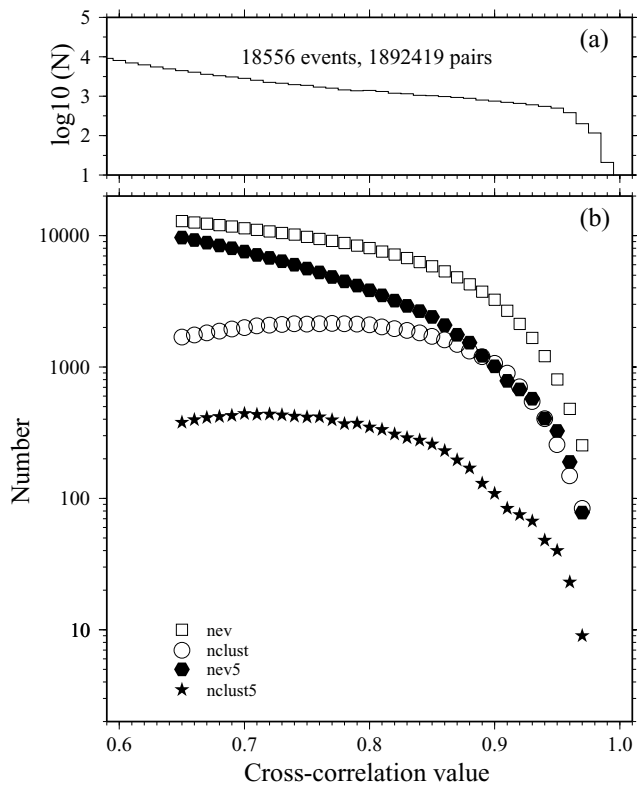 5
4
3
2
1
log10 (N)
(a)
18556 events, 1892419 pairs
(b)
10000
1000
100
10
Number
nev
nclust
nev5
nclust5
0.6 0.7 0.8 0.9 1.0
Cross-correlation value